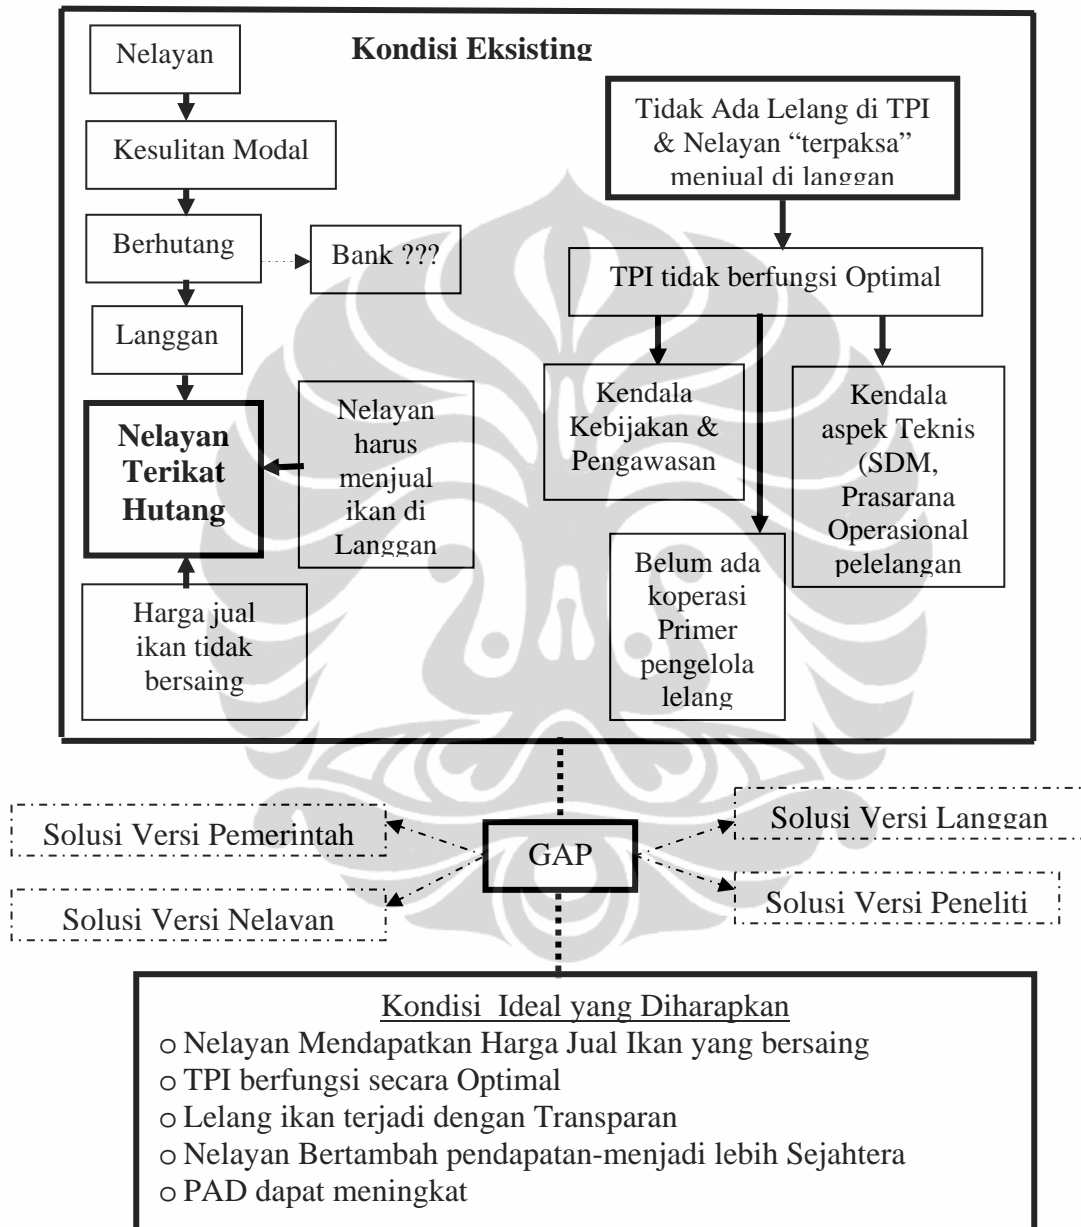 Kondisi Eksisting
Nelayan
Kesulitan Modal
Berhutang
Bank ???
Langgan
Nelayan
Terikat
Hutang
Nelayan
harus
menjual
ikan di
Langgan
Harga jual
ikan tidak
bersaing
Tidak Ada Lelang di TPI
& Nelayan “terpaksa”
menjual di langgan
TPI tidak berfungsi Optimal
Kendala
Kebijakan &
Pengawasan
Belum ada
koperasi
Primer
pengelola
lelang
Kendala
aspek Teknis
(SDM,
Prasarana
Operasional
pelelangan
Solusi Versi Pemerintah
Solusi Versi Langgan
GAP
Solusi Versi Nelayan
Solusi Versi Peneliti
Kondisi Ideal yang Diharapkan
o Nelayan Mendapatkan Harga Jual Ikan yang bersaing
o TPI berfungsi secara Optimal
o Lelang ikan terjadi dengan Transparan
o Nelayan Bertambah pendapatan-menjadi lebih Sejahtera
o PAD dapat meningkat